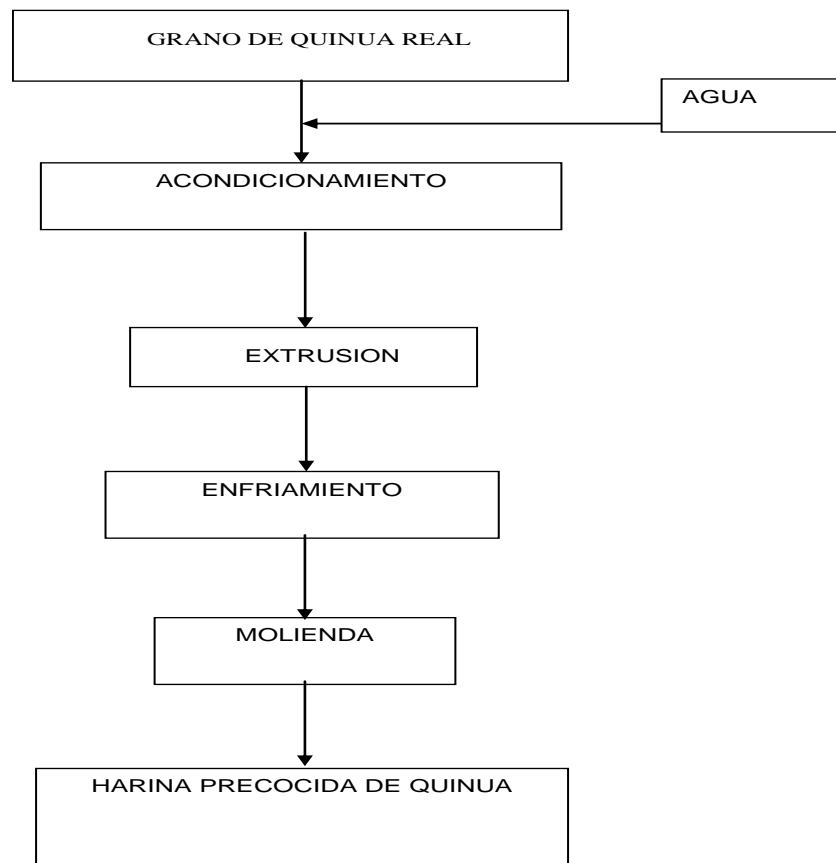 GRANO DE QUINUA REAL
AGUA
ACONDICIONAMIENTO
EXTRUSION
ENFRIAMIENTO
MOLIENDA
HARINA PRECOCIDA DE QUINUA